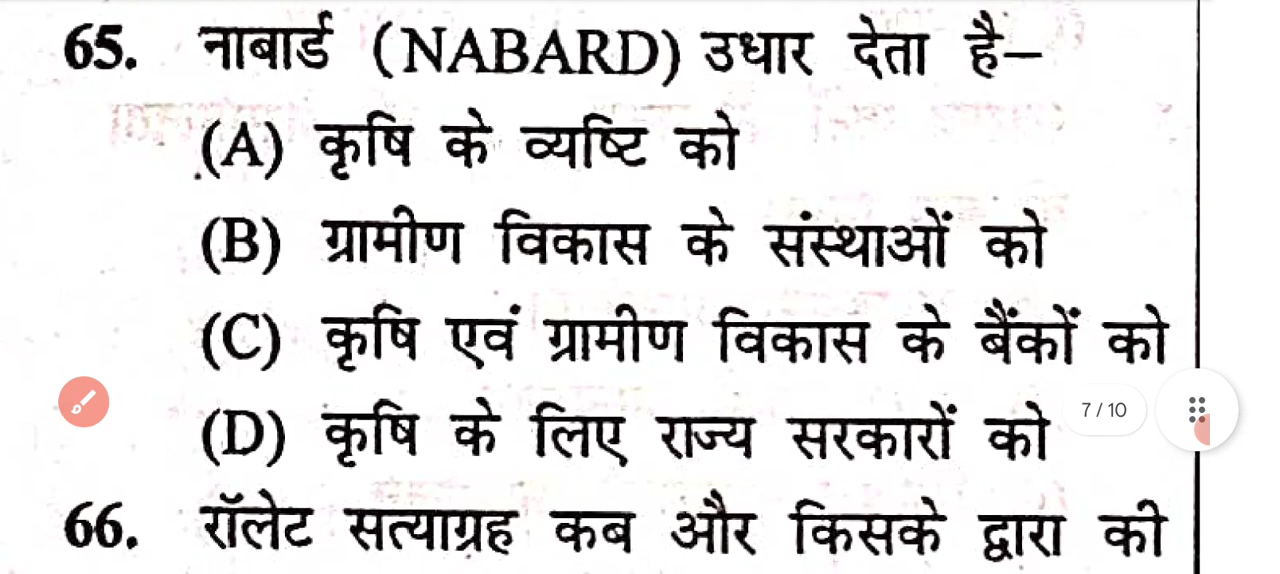 65. नाबार्ड (NABARD) उधार देता है–
(A) कृषि के व्यष्टि को
(B) ग्रामीण विकास के संस्थाओं को
(C) कृषि एवं ग्रामीण विकास के बैंकों को
(D) कृषि के लिए राज्य सरकारों को
7 / 10
66. रॉलेट सत्याग्रह कब और किसके द्वारा की